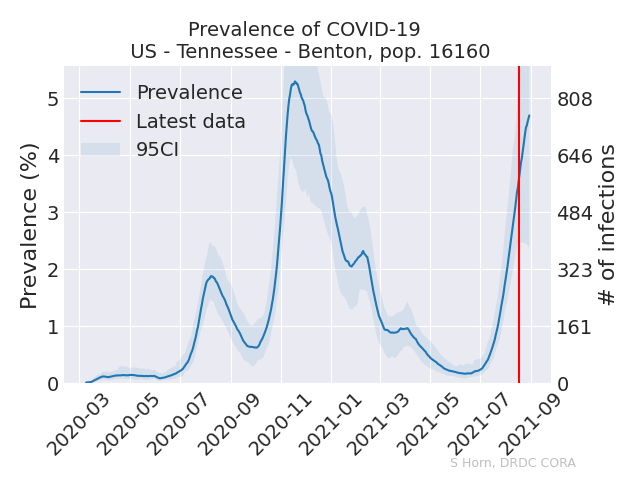 Prevalence of COVID-19
US - Tennessee - Benton, pop. 16160
Prevalence
Latest data
95CI
Prevalence (%)
5
4
3
2
1
0
808
646
484
323
161
0
# of infections
2020-03
2020-05
2020-07
2020-09
2020-11
2021-01
2021-03
2021-05
2021-07
2021-09
S Horn, DRDC CORA